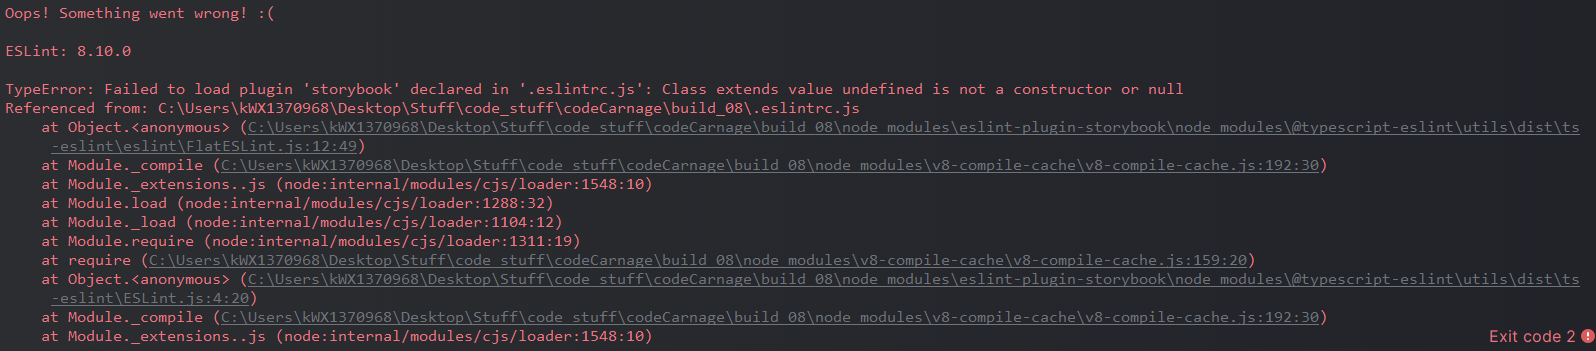 Oops! Something went wrong! :(
ESLint: 8.10.0
TypeError: Failed to load plugin 'storybook' declared in '.eslintrc.js': Class extends value undefined is not a constructor or null
Referenced from: C:\Users\kWX1370968\Desktop\Stuff\code_stuff\codeCarnage\build_08\.eslintrc.js
at Object.<anonymous> (C:\Users\kWX1370968\Desktop\Stuff\code_stuff\codeCarnage\build_08\node_modules\eslint-plugin-storybook\node_modules\@typescript-eslint\utils\dist\ts
-eslint\eslint\FlatESLint.js:12:49)
at Module._compile (C:\Users\kWX1370968\Desktop\Stuff\code_stuff\codeCarnage\build_08\node_modules\v8-compile-cache\v8-compile-cache.js:192:30)
at Module._extensions..js (node:internal/modules/cjs/loader:1548:10)
at Module.load (node:internal/modules/cjs/loader:1288:32)
at Module._load (node:internal/modules/cjs/loader:1104:12)
at Module.require (node:internal/modules/cjs/loader:1311:19)
at require (C:\Users\kWX1370968\Desktop\Stuff\code_stuff\codeCarnage\build_08\node_modules\v8-compile-cache\v8-compile-cache.js:159:20)
at Object.<anonymous> (C:\Users\kWX1370968\Desktop\Stuff\code_stuff\codeCarnage\build_08\node_modules\eslint-plugin-storybook\node_modules\@typescript-eslint\utils\dist\ts
-eslint\ESLint.js:4:20)
at Module._compile (C:\Users\kWX1370968\Desktop\Stuff\code_stuff\codeCarnage\build_08\node_modules\v8-compile-cache\v8-compile-cache.js:192:30)
at Module._extensions..js (node:internal/modules/cjs/loader:1548:10)
Exit code 2